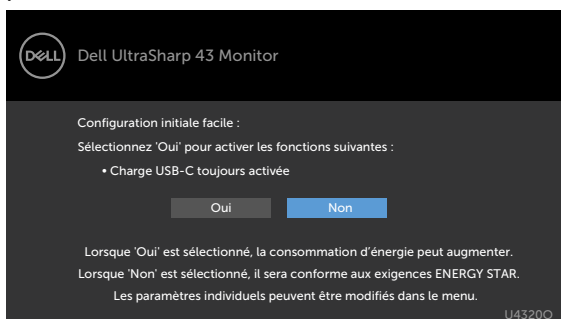 DELL
Dell UltraSharp 43 Monitor
Configuration initiale facile :
Sélectionnez 'Oui' pour activer les fonctions suivantes :
• Charge USB-C toujours activée
Oui
Non
Lorsque 'Oui' est sélectionné, la consommation d'énergie peut augmenter.
Lorsque 'Non' est sélectionné, il sera conforme aux exigences ENERGY STAR.
Les paramètres individuels peuvent être modifiés dans le menu.
U4320Q